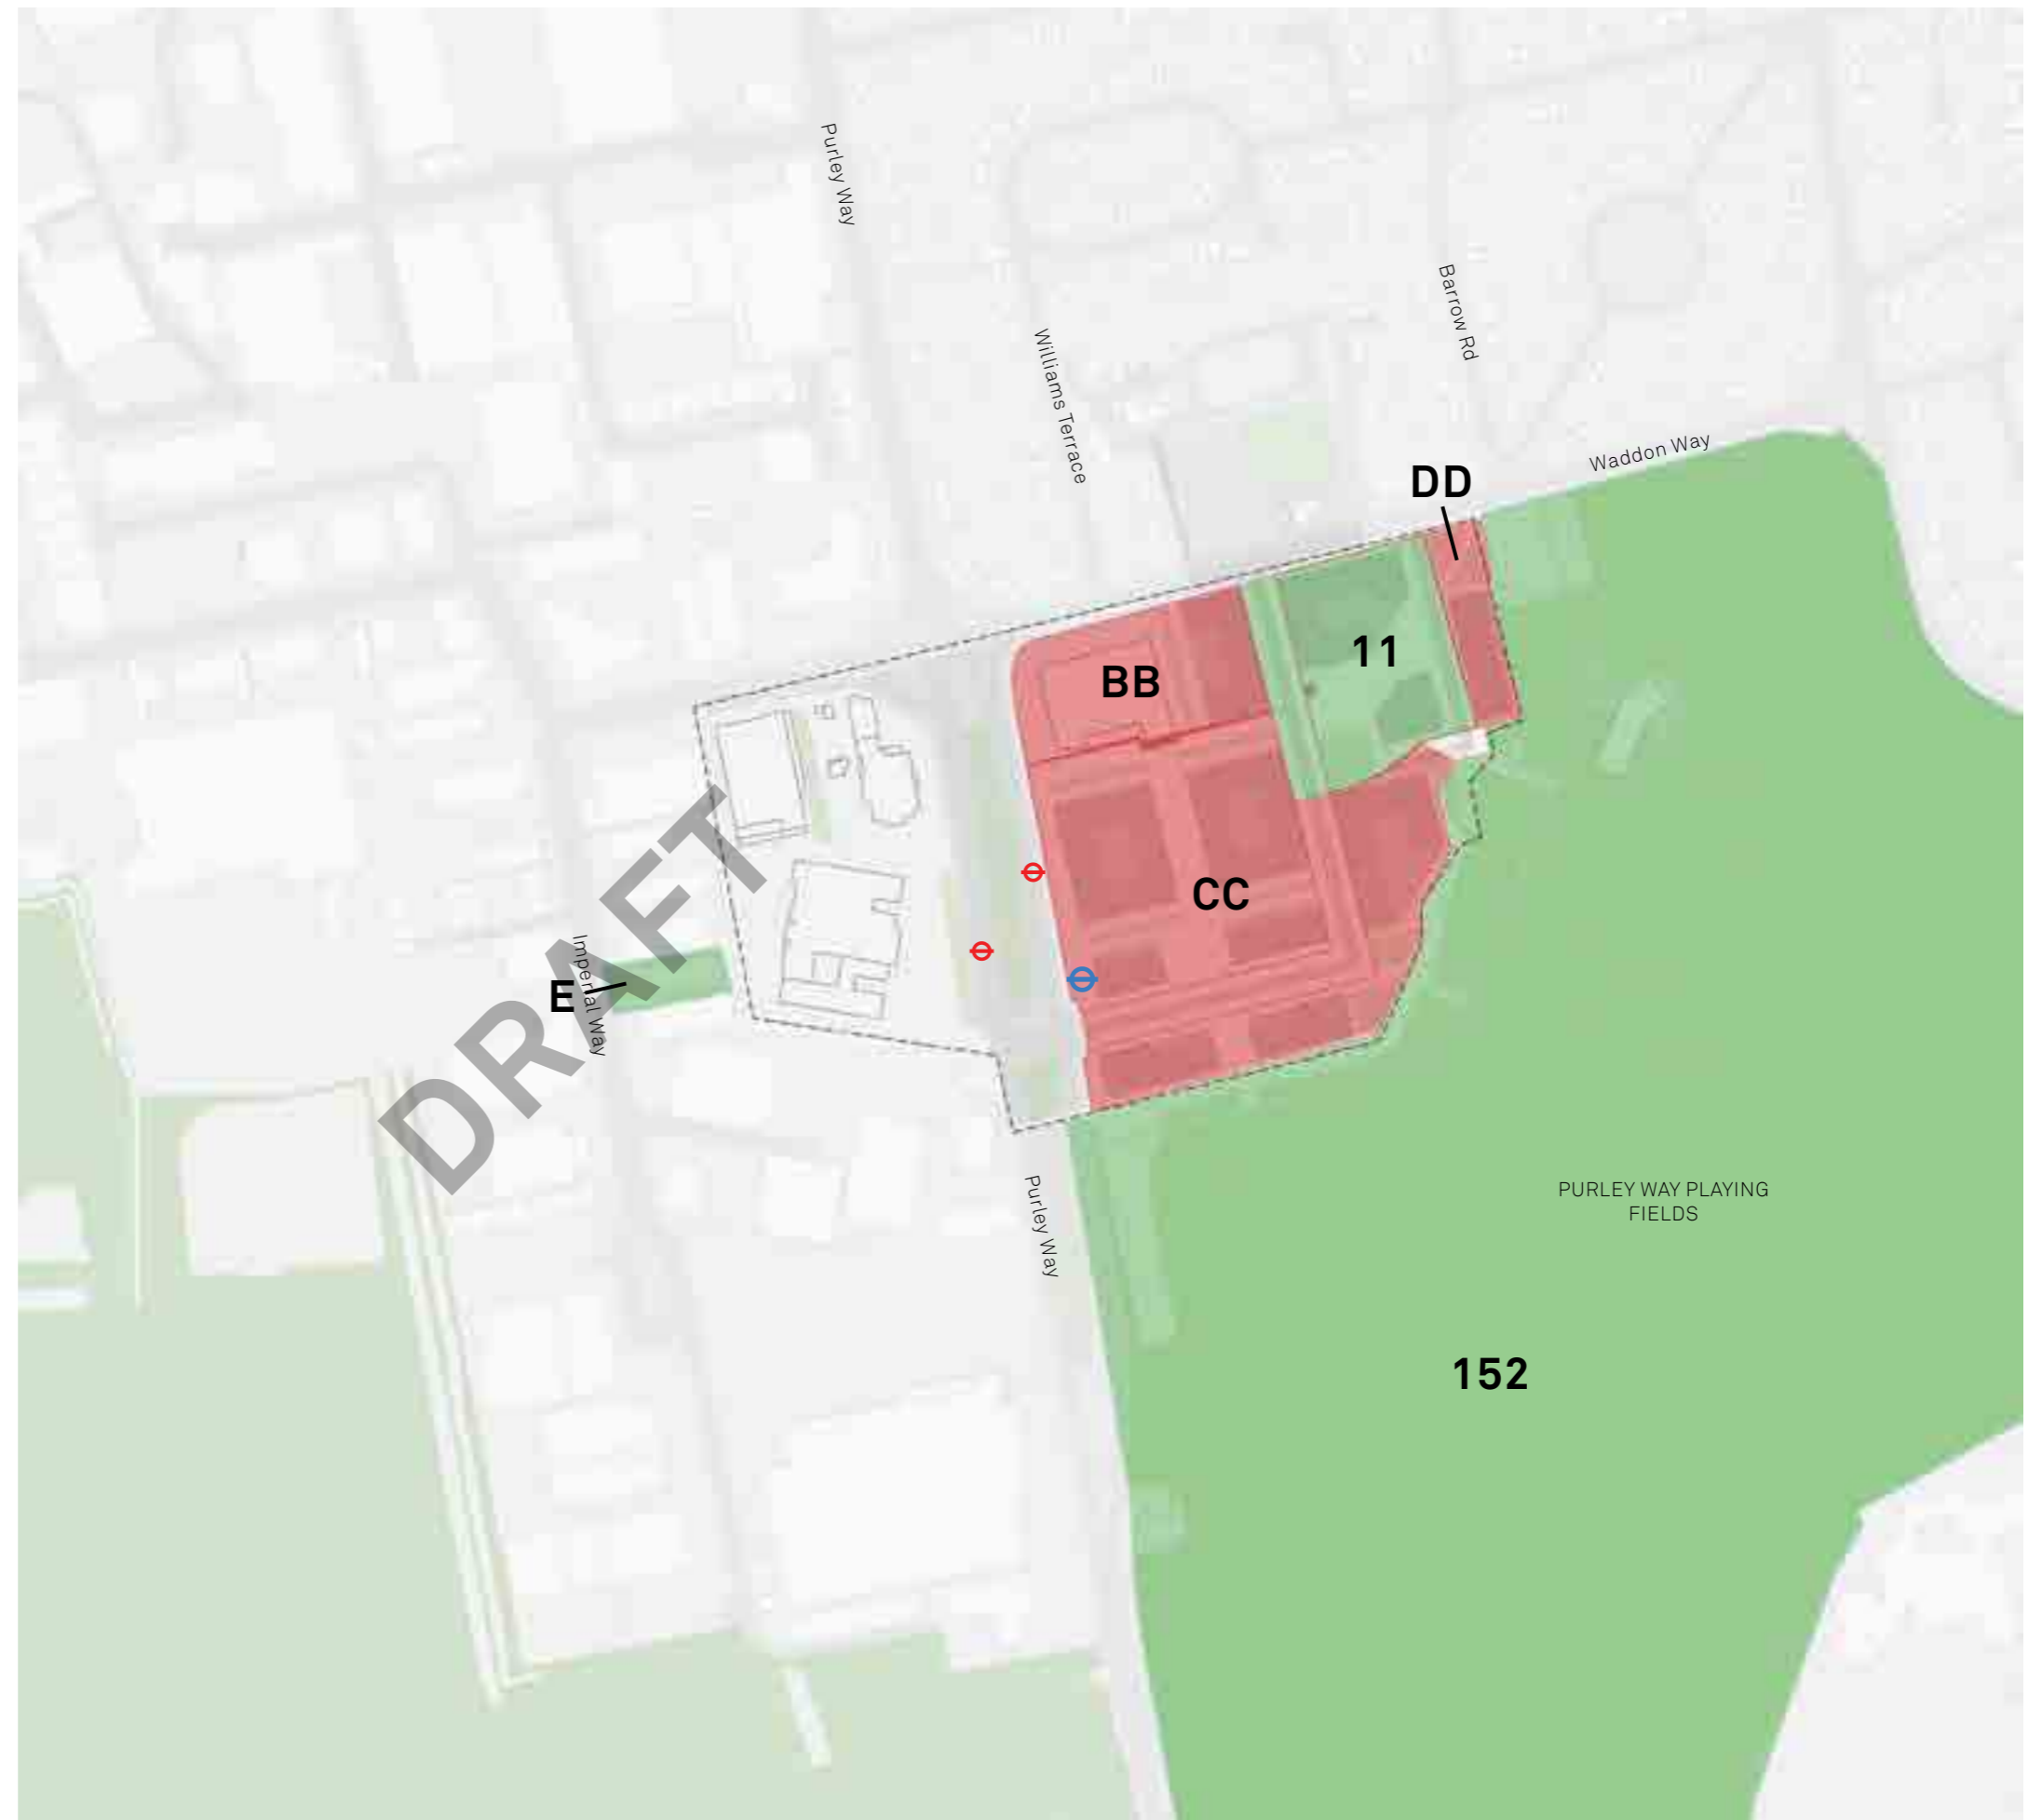 Purley Way
Williams Terrace
Barrow Rd
Waddon Way
DD
11
BB
CC
DRAFT
Imperial Way
E
Purley Way
PURLEY WAY PLAYING
FIELDS
152